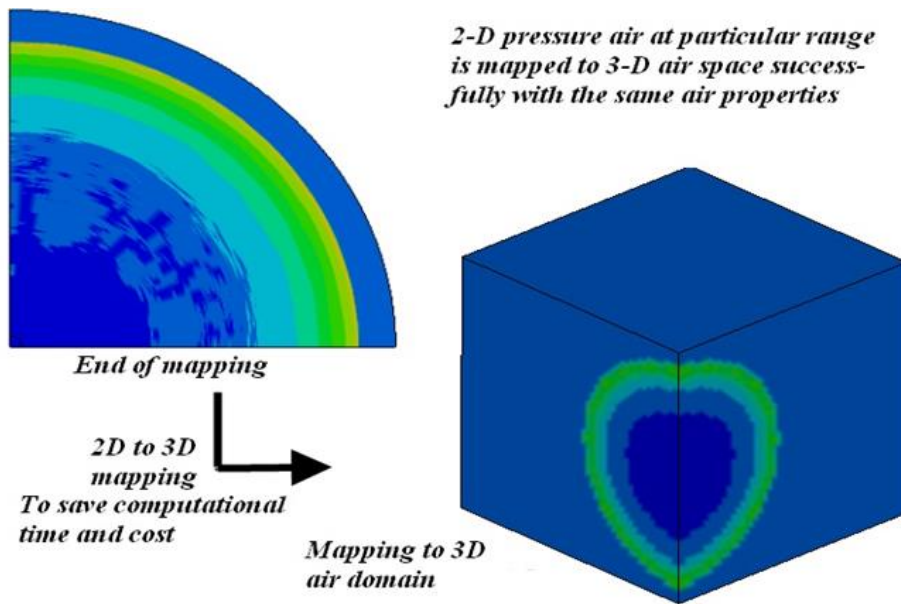 2-D pressure air at particular range
is mapped to 3-D air space success-
fully with the same air properties
End of mapping
2D to 3D
mapping
To save computational
time and cost
Mapping to 3D
air domain